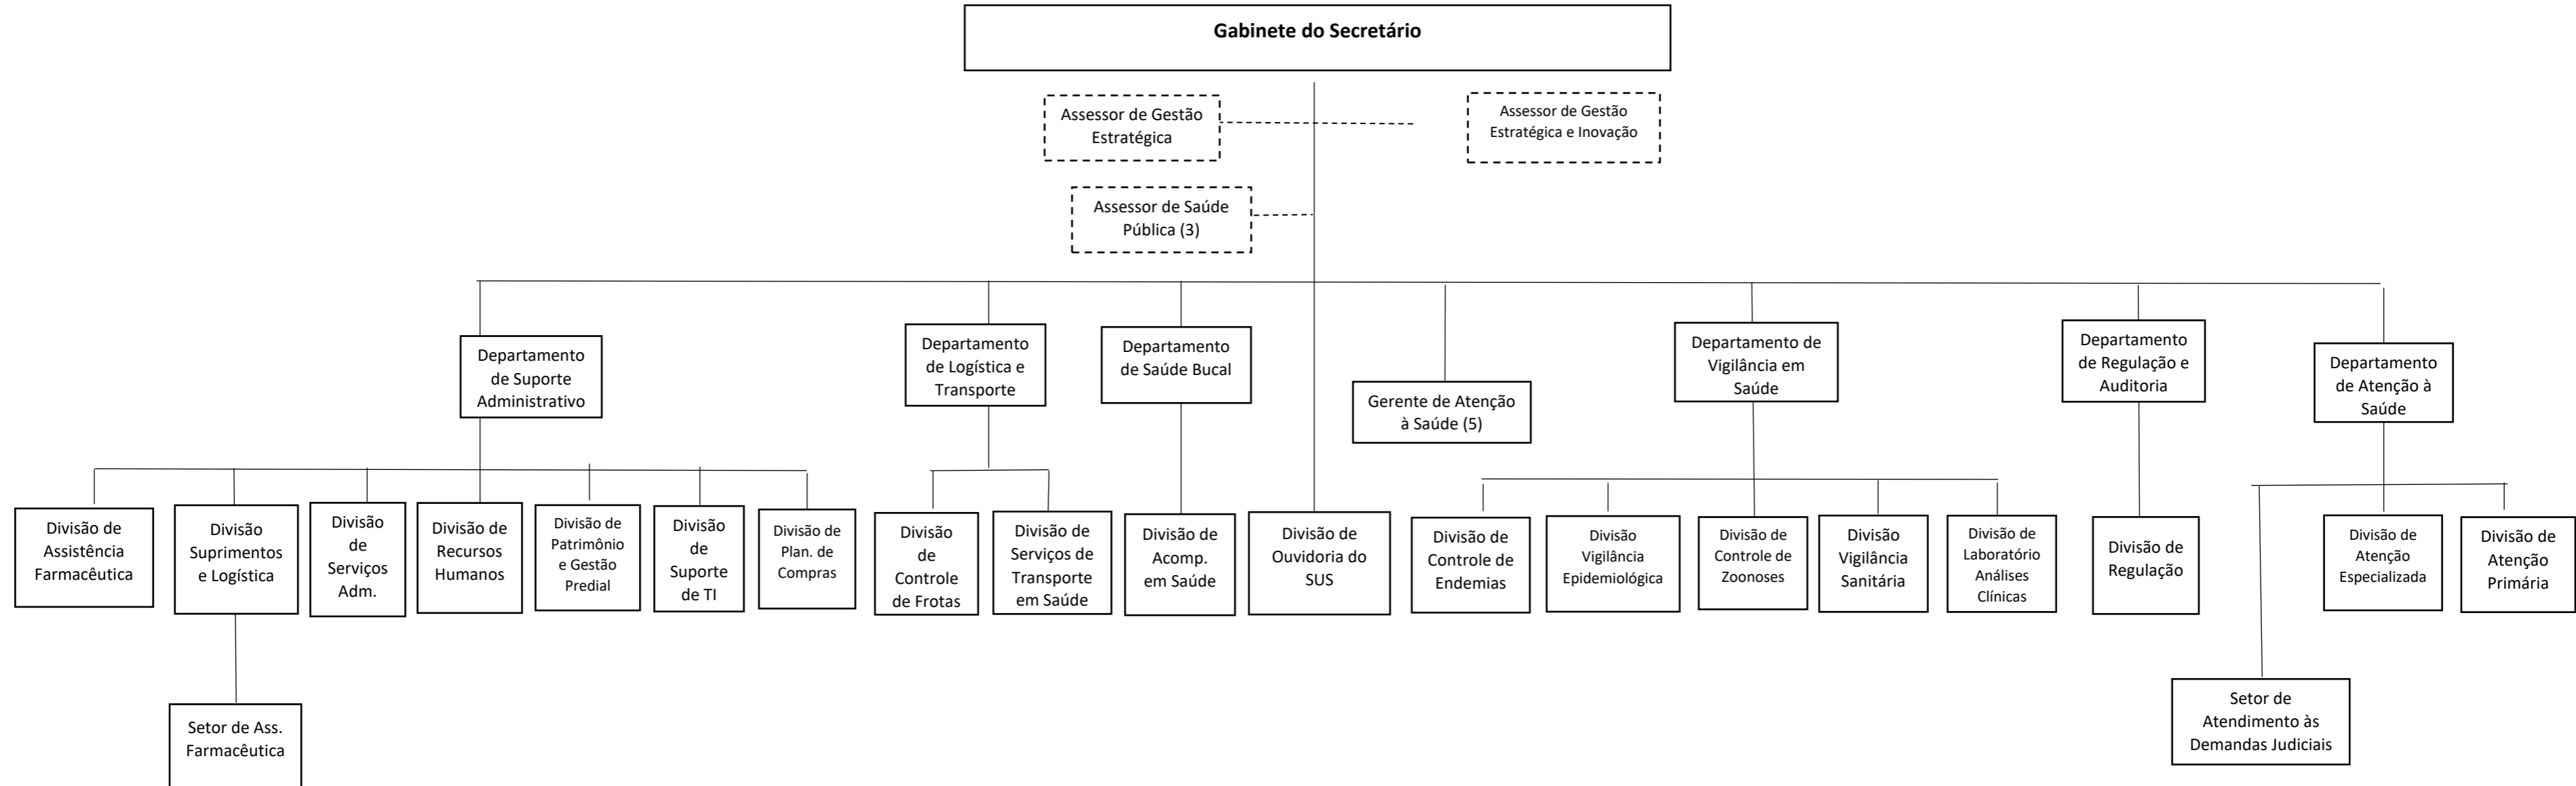 Gabinete do Secretário
Assessor de Gestão
Estratégica
Assessor de Gestão
Estratégica e Inovação
Assessor de Saúde
Pública (3)
Departamento
de Suporte
Administrativo
Departamento
de Logística e
Transporte
Departamento
de Saúde Bucal
Gerente de Atenção
à Saúde (5)
Departamento de
Vigilância em
Saúde
Departamento
de Regulação e
Auditoria
Departamento
de Atenção à
Saúde
Divisão de
Assistência
Farmacêutica
Divisão
Suprimentos
e Logística
Divisão
de
Serviços
Adm.
Divisão de
Recursos
Humanos
Divisão de
Patrimônio
e Gestão
Predial
Divisão
de
Suporte
de TI
Divisão de
Plan. de
Compras
Divisão
de
Controle
de Frotas
Divisão de
Serviços de
Transporte
em Saúde
Divisão de
Acomp.
em Saúde
Divisão de
Ouvidoria do
SUS
Divisão de
Controle de
Endemias
Divisão
Vigilância
Epidemiológica
Divisão de
Controle de
Zoonoses
Divisão
Vigilância
Sanitária
Divisão de
Laboratório
Análises
Clínicas
Divisão de
Regulação
Divisão de
Atenção
Especializada
Divisão de
Atenção
Primária
Setor de Ass.
Farmacêutica
Setor de
Atendimento às
Demandas Judiciais